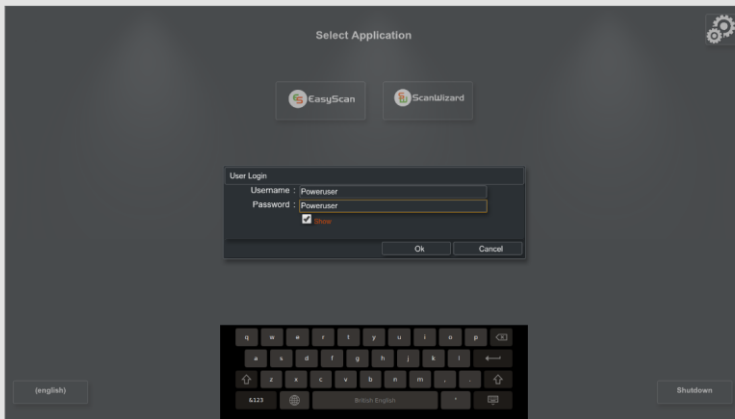 Select Application
EasyScan ScanWizard
User Login
Username : Poweruser
Password : Poweruser
Show
Ok Cancel
q w e r t y u i o p
a s d f g h j k l
z x c v b n m , .
&123 British English '
(english) Shutdown